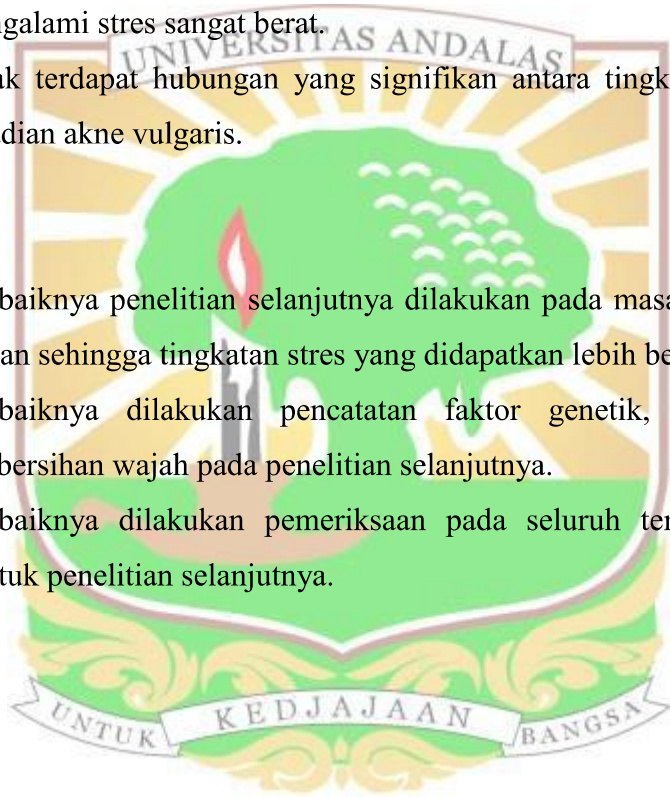 ngalami stres sangat berat.
UNIVERSITAS ANDALAS
ak terdapat hubungan yang signifikan antara tingk
adian akne vulgaris.
baiknya penelitian selanjutnya dilakukan pada masa
an sehingga tingkatan stres yang didapatkan lebih be
baiknya dilakukan pencatatan faktor genetik,
bersihan wajah pada penelitian selanjutnya.
baiknya dilakukan pemeriksaan pada seluruh ter
tuk penelitian selanjutnya.
UNTUK KEDJAJAAN BANGSA